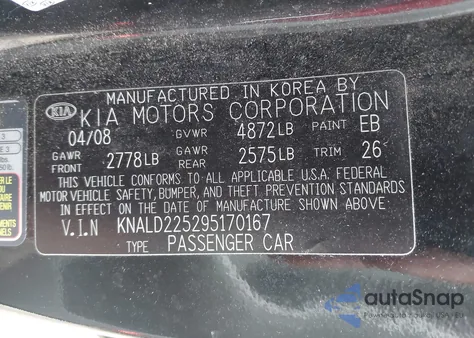 MANUFACTURED IN KOREA BY
KIA KIA MOTORS CORPORATION
04/08 GVWR 4872LB PAINT EB
GAWR FRONT 2778LB GAWR REAR 2575LB TRIM 26
THIS VEHICLE CONFORMS TO ALL APPLICABLE U.S.A. FEDERAL
MOTOR VEHICLE SAFETY, BUMPER, AND THEFT PREVENTION STANDARDS
IN EFFECT ON THE DATE OF MANUFACTURE SHOWN ABOVE
V.I.N KNALD225295170167
TYPE PASSENGER CAR
autoSnap